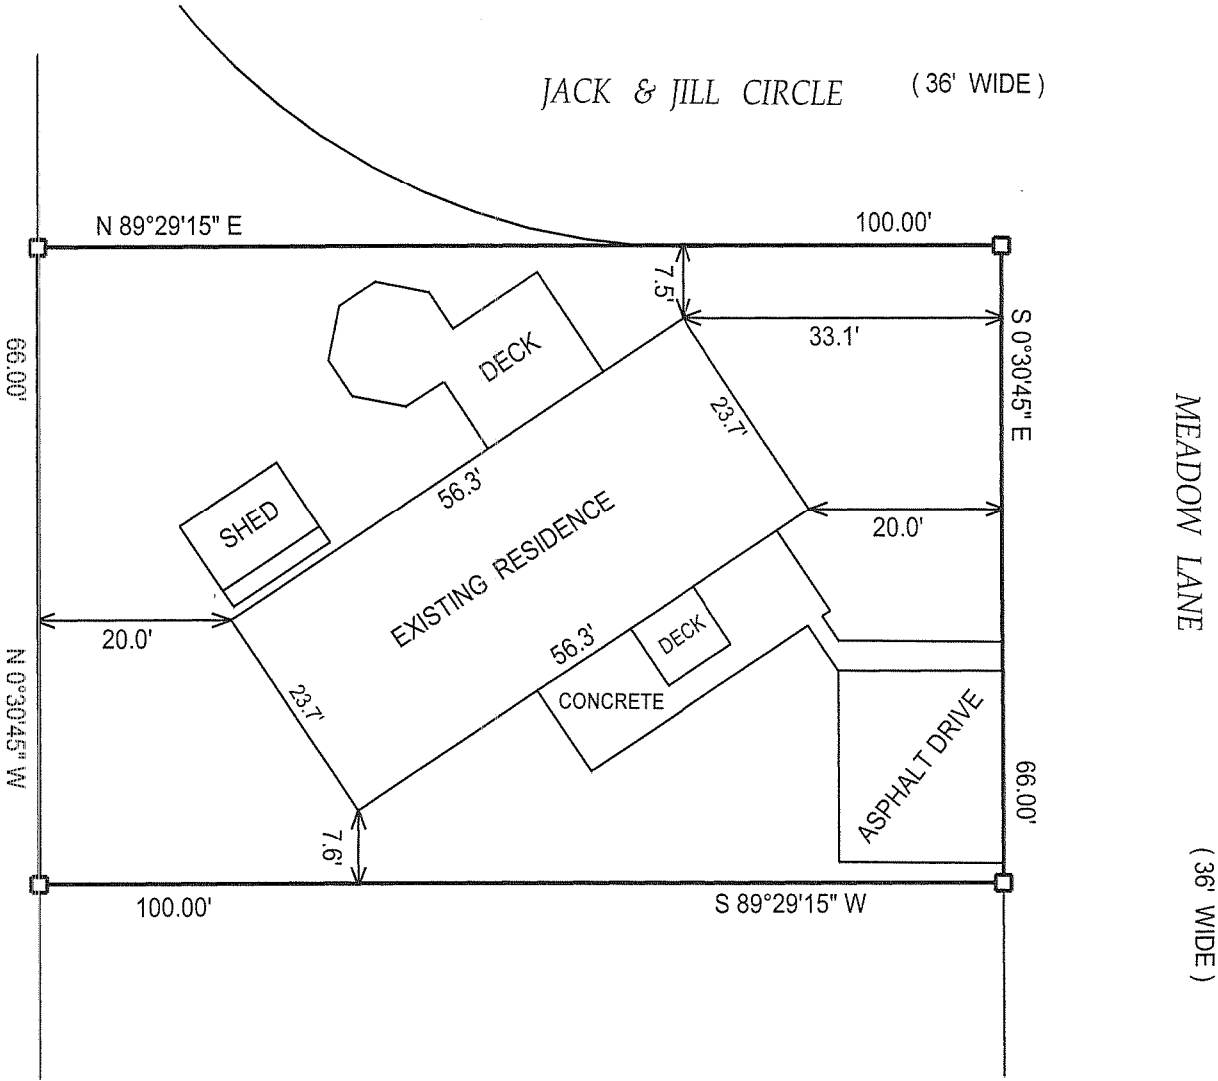 JACK & JILL CIRCLE ( 36' WIDE )
N 89°29'15" E
100.00'
7.5'
33.1'
S 0°30'45" E
66.00'
DECK
23.7'
MEADOW LANE
56.3'
SHED
EXISTING RESIDENCE
20.0'
20.0'
56.3'
DECK
N 0°30'45" W
23.7'
CONCRETE
ASPHALT DRIVE
66.00'
7.6'
( 36' WIDE )
100.00'
S 89°29'15" W